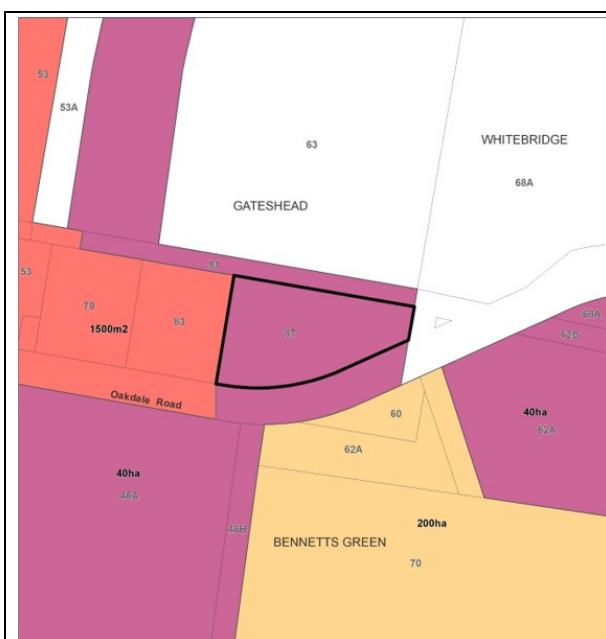 53
53A
63
WHITEBRIDGE
68A
GATESHEAD
93
53
79
1500m2
83
87
68A
62B
Oakdale Road
60
40ha
62A
62A
40ha
46A
46B
200ha
BENNETTS GREEN
70